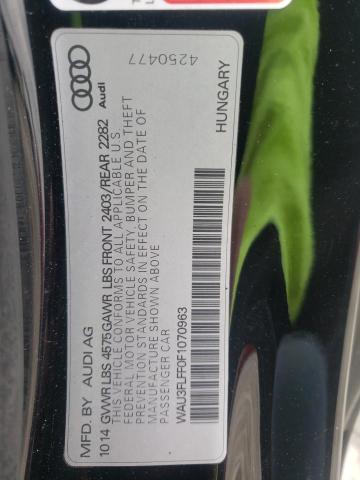 MFD. BY AUDI AG
Audi
1014 GVWR LBS 4575 GAWR LBS FRONT 2403/REAR 2282
THIS VEHICLE CONFORMS TO ALL APPLICABLE U.S.
FEDERAL MOTOR VEHICLE SAFETY, BUMPER AND THEFT
PREVENTION STANDARDS IN EFFECT ON THE DATE OF
MANUFACTURE SHOWN ABOVE
PASSENGER CAR
4250477
WAU3FLFF0F1070963
HUNGARY